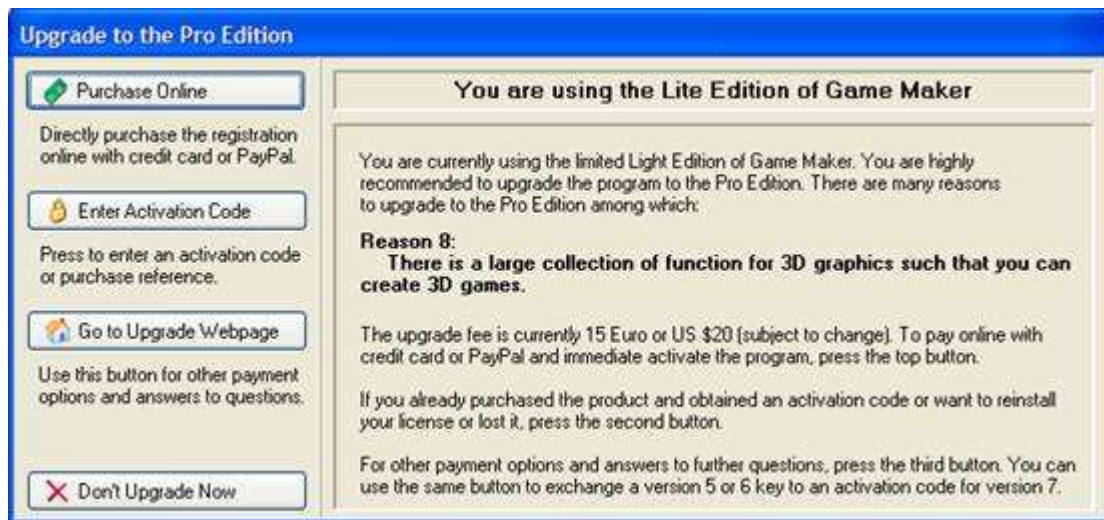 Upgrade to the Pro Edition
Purchase Online
Directly purchase the registration
online with credit card or PayPal.
Enter Activation Code
Press to enter an activation code
or purchase reference.
Go to Upgrade Webpage
Use this button for other payment
options and answers to questions.
Don't Upgrade Now
You are using the Lite Edition of Game Maker
You are currently using the limited Light Edition of Game Maker. You are highly
recommended to upgrade the program to the Pro Edition. There are many reasons
to upgrade to the Pro Edition among which:
Reason 8:
There is a large collection of function for 3D graphics such that you can
create 3D games.
The upgrade fee is currently 15 Euro or US $20 (subject to change). To pay online with
credit card or PayPal and immediate activate the program, press the top button.
If you already purchased the product and obtained an activation code or want to reinstall
your license or lost it, press the second button.
For other payment options and answers to further questions, press the third button. You can
use the same button to exchange a version 5 or 6 key to an activation code for version 7.